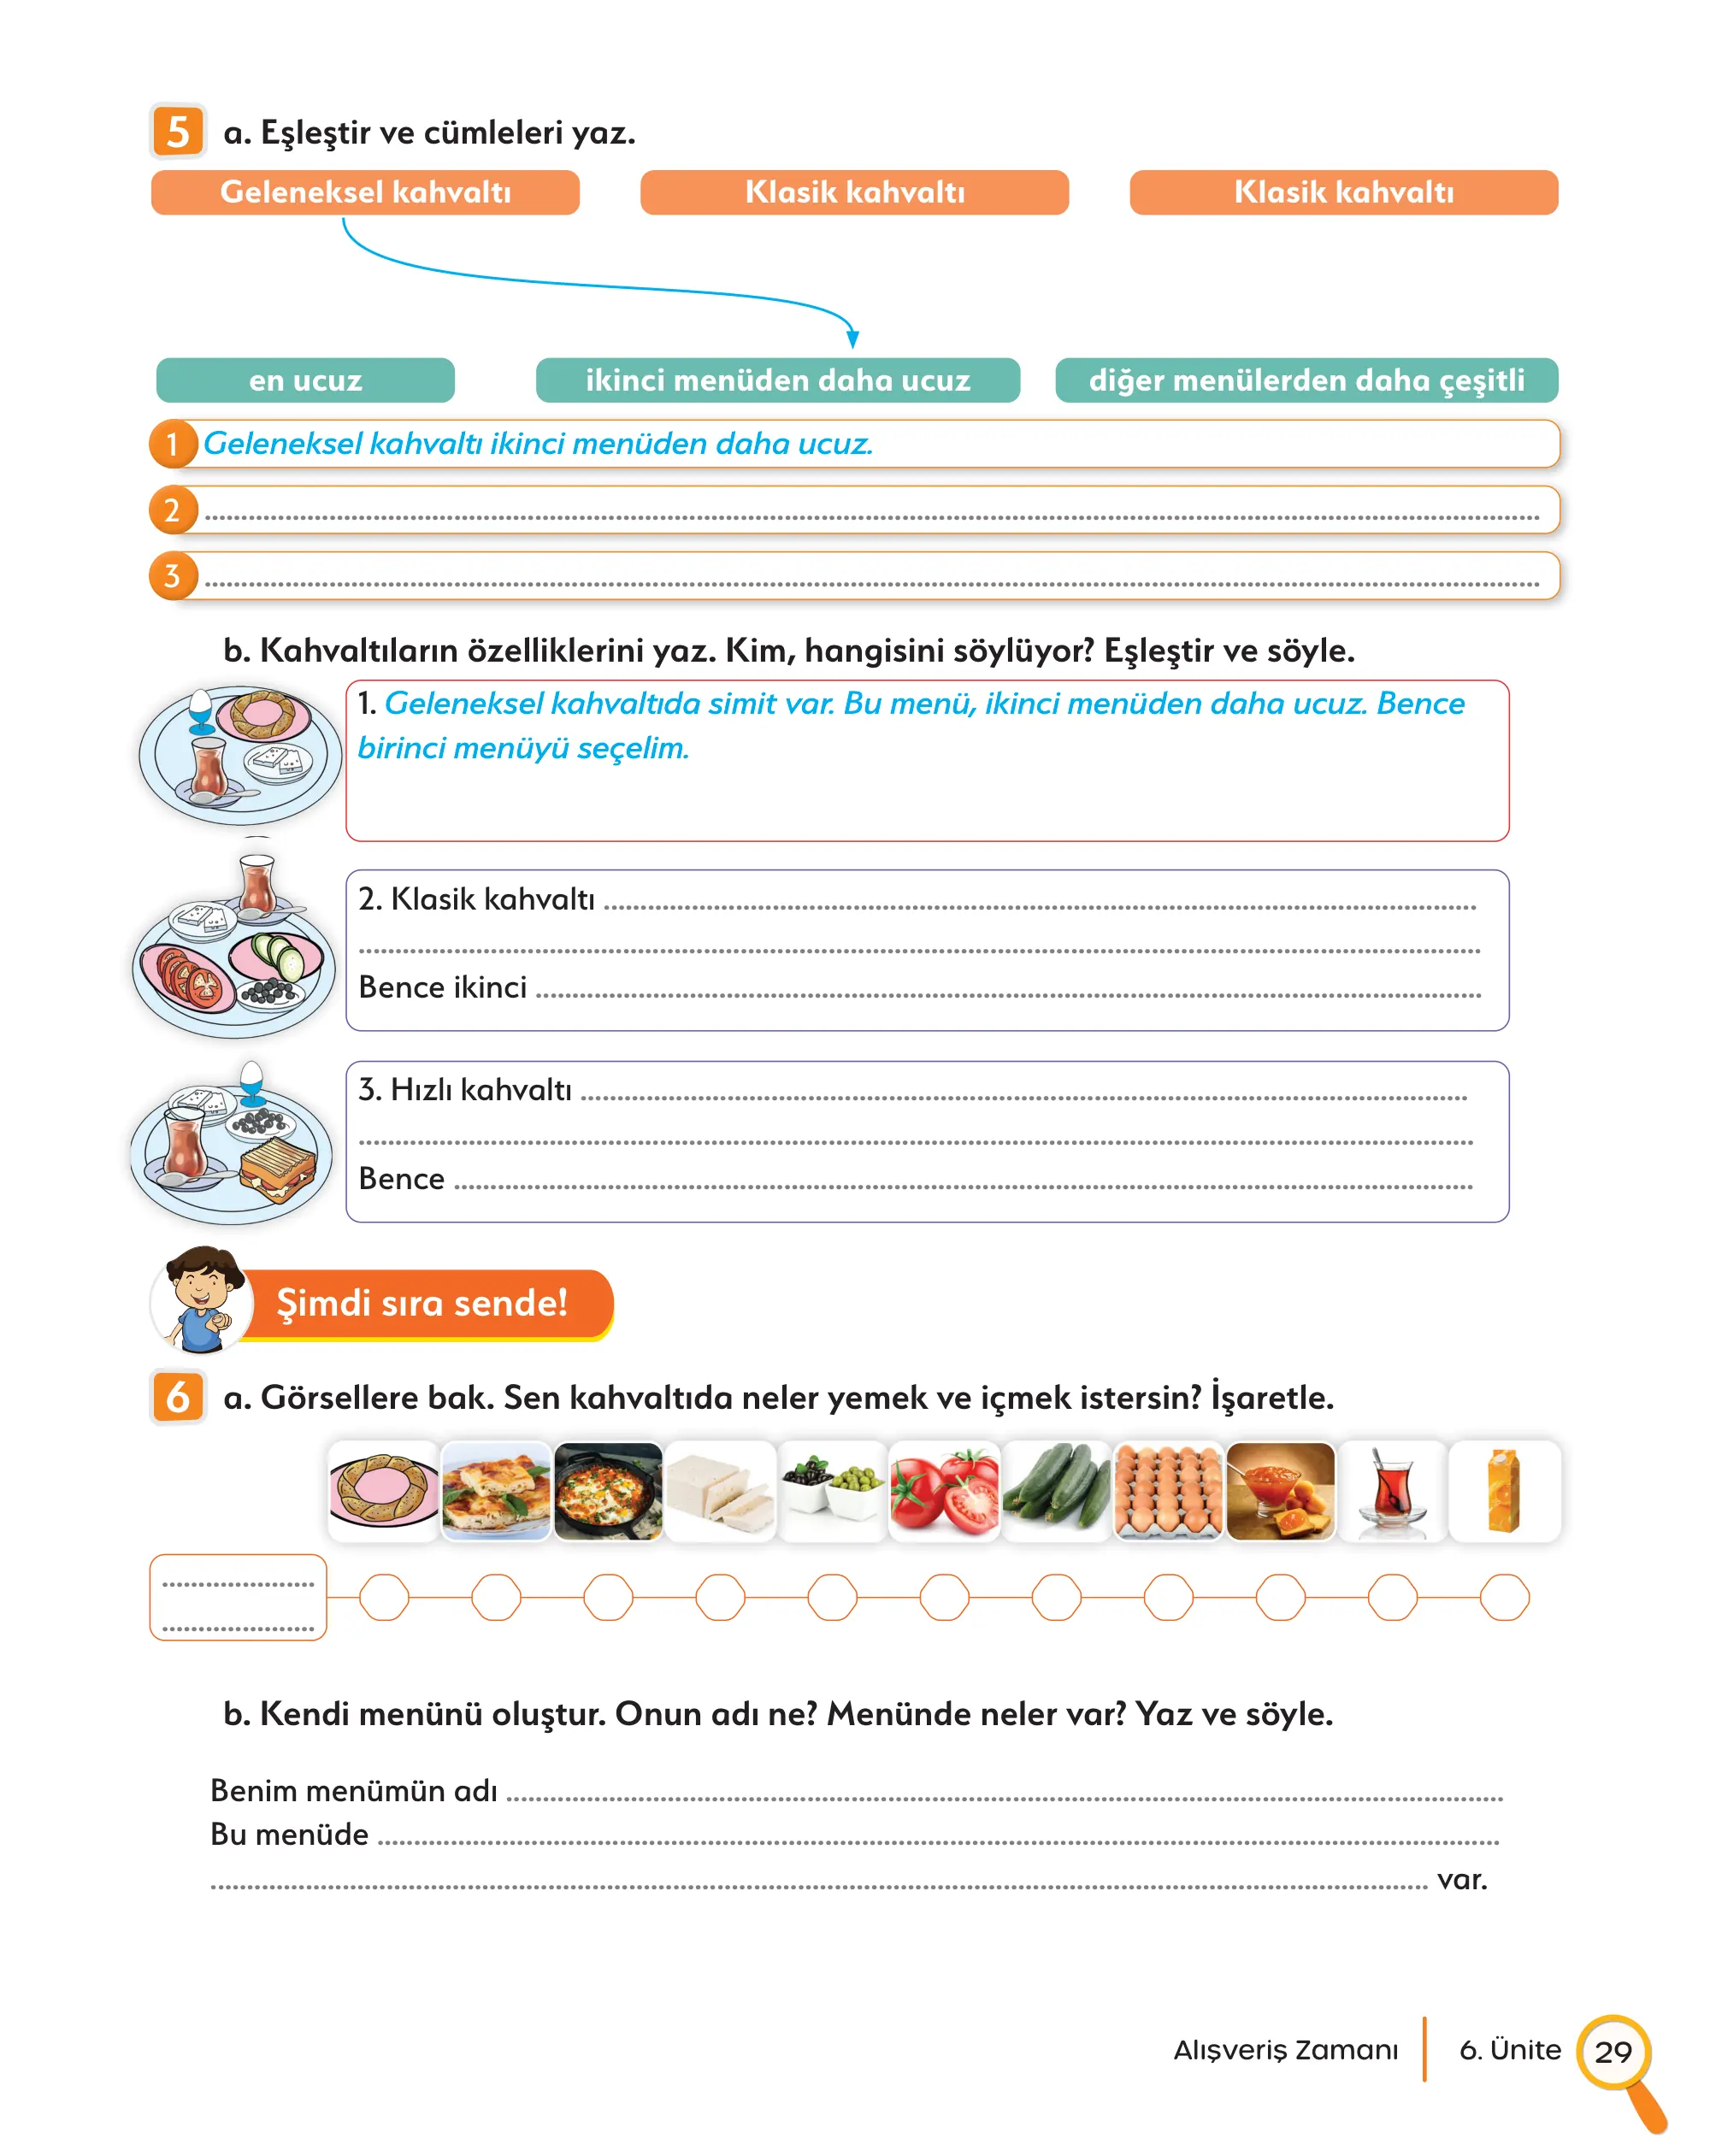 5 a. Eşleştir ve cümleleri yaz.
Geleneksel kahvaltı Klasik kahvaltı Klasik kahvaltı
en ucuz ikinci menüden daha ucuz diğer menülerden daha çeşitli
1 Geleneksel kahvaltı ikinci menüden daha ucuz.
2 ........
3 ........
b. Kahvaltıların özelliklerini yaz. Kim, hangisini söylüyor? Eşleştir ve söyle.
1. Geleneksel kahvaltıda simit var. Bu menü, ikinci menüden daha ucuz. Bence
birinci menüyü seçelim.
2. Klasik kahvaltı ........
........
Bence ikinci ........
3. Hızlı kahvaltı ........
........
Bence ........
Şimdi sıra sende!
6 a. Görsellere bak. Sen kahvaltıda neler yemek ve içmek istersin? İşaretle.
........
........
b. Kendi menünü oluştur. Onun adı ne? Menünde neler var? Yaz ve söyle.
Benim menümün adı ........
Bu menüde ........
........ var.
Alışveriş Zamanı 6. Ünite 29